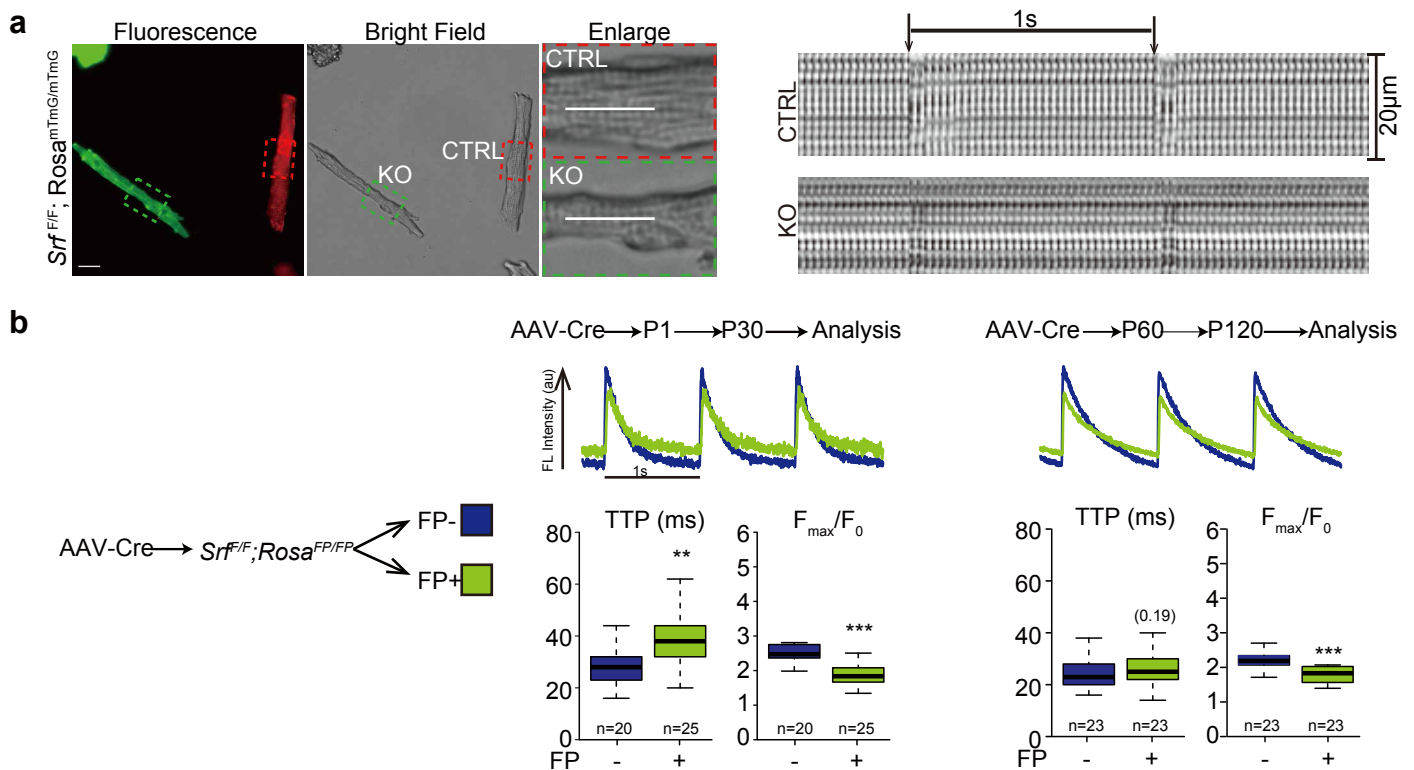 a
Fluorescence
Bright Field
Enlarge
Srf F/F; Rosa mTmG/mTmG
KO
CTRL
CTRL
KO
1s
CTRL
KO
20μm
b
AAV-Cre P1 P30 Analysis
AAV-Cre P60 P120 Analysis
FL Intensity (au)
1s
AAV-Cre
Srf F/F;Rosa FP/FP
FP-
FP+
TTP (ms)
80
60
40
20
0
**
n=20 n=25
FP - +
Fmax/F0
6
5
4
3
2
1
0
***
n=20 n=25
- +
TTP (ms)
80
60
40
20
0
(0.19)
n=23 n=23
FP - +
Fmax/F0
6
5
4
3
2
1
0
***
n=23 n=23
- +